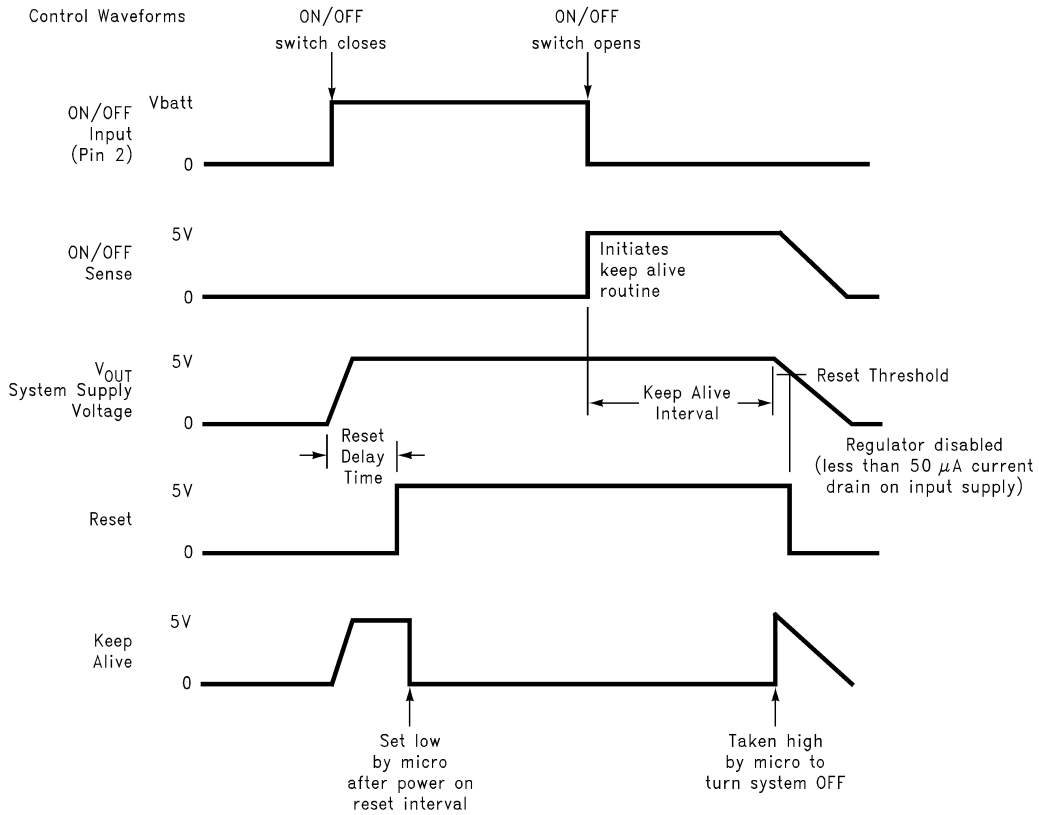 Control Waveforms
ON/OFF
switch closes
ON/OFF
switch opens
ON/OFF
Input
(Pin 2)
Vbatt
0
ON/OFF
Sense
5V
0
Initiates
keep alive
routine
VOUT
System Supply
Voltage
5V
0
Keep Alive
Interval
Reset Threshold
Reset
Delay
Time
Regulator disabled
(less than 50 μA current
drain on input supply)
Reset
5V
0
Keep
Alive
5V
0
Set low
by micro
after power on
reset interval
Taken high
by micro to
turn system OFF